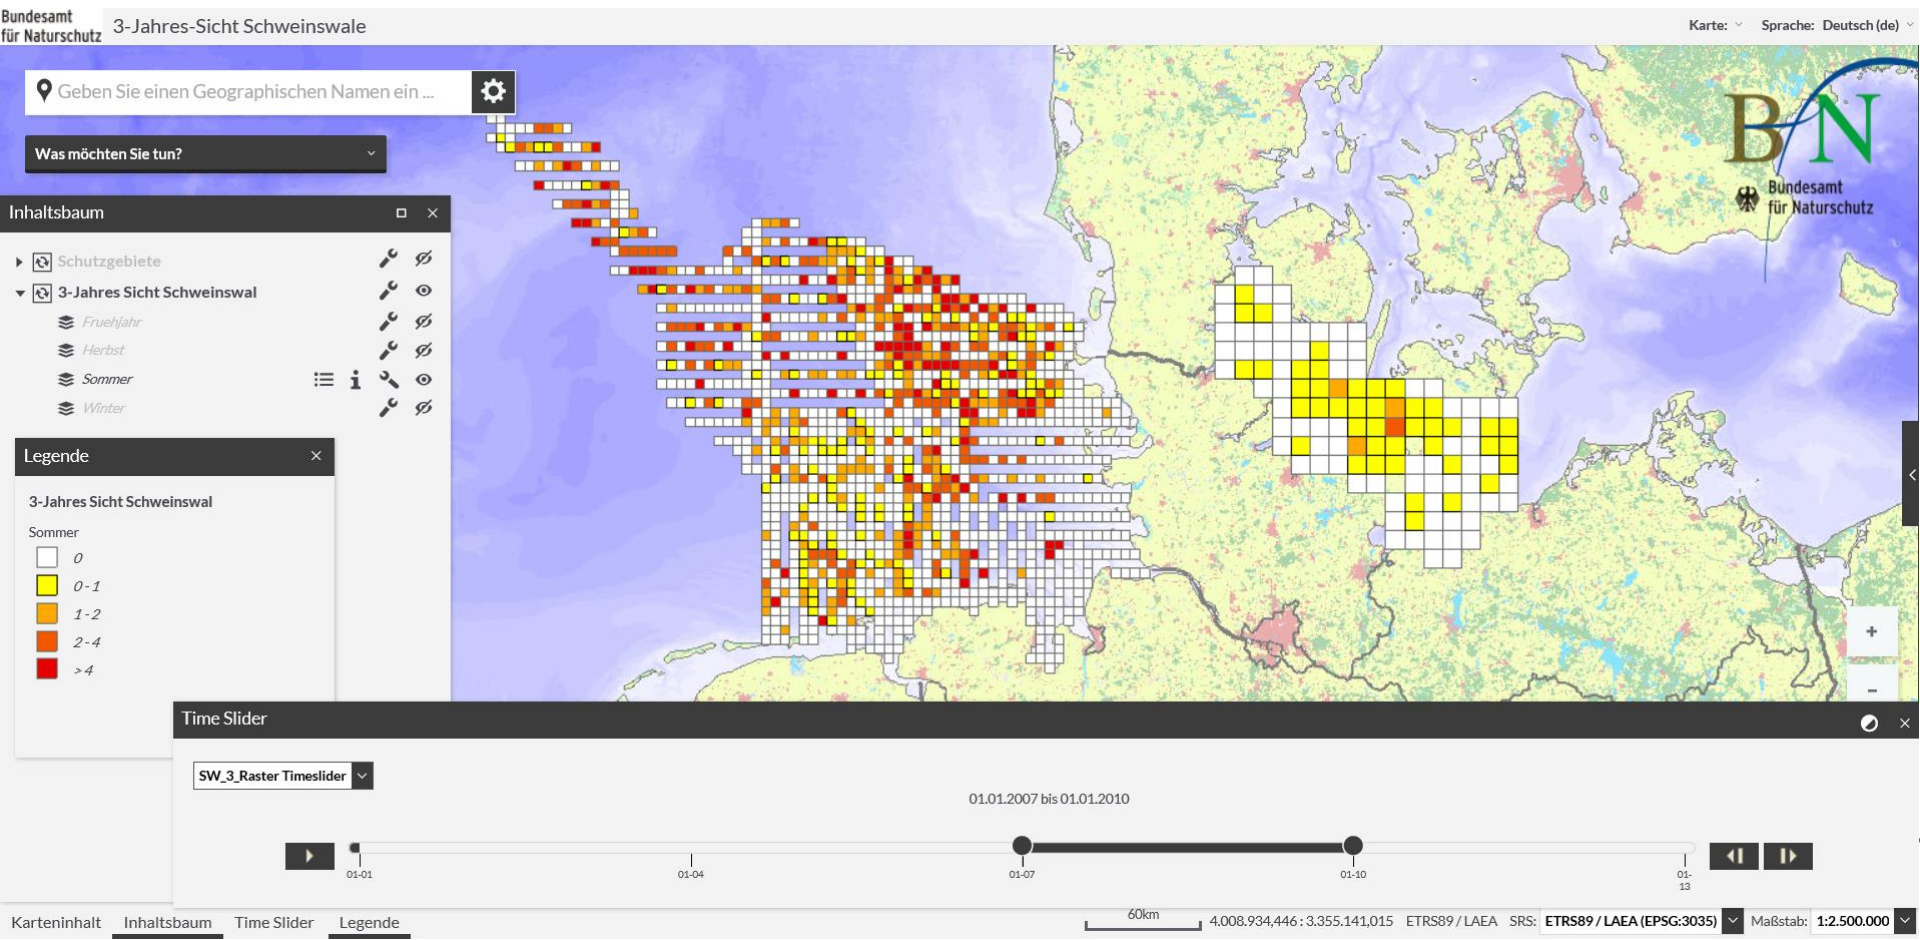 Bundesamt
für Naturschutz
3-Jahres-Sicht Schweinswale
Karte:
Sprache: Deutsch (de)
Geben Sie einen Geographischen Namen ein ...
Was möchten Sie tun?
BfN
Bundesamt
für Naturschutz
Inhaltsbaum
Schutzgebiete
3-Jahres Sicht Schweinswal
Fruehjahr
Herbst
Sommer
Winter
Legende
3-Jahres Sicht Schweinswal
Sommer
0
0-1
1-2
2-4
>4
+
-
Time Slider
SW_3_Raster Timeslider
01.01.2007 bis 01.01.2010
01-01
01-04
01-07
01-10
01-
13
Karteninhalt Inhaltsbaum Time Slider Legende
60km
4.008.934,446 : 3.355.141,015 ETRS89 / LAEA SRS: ETRS89 / LAEA (EPSG:3035) Maßstab: 1:2.500.000